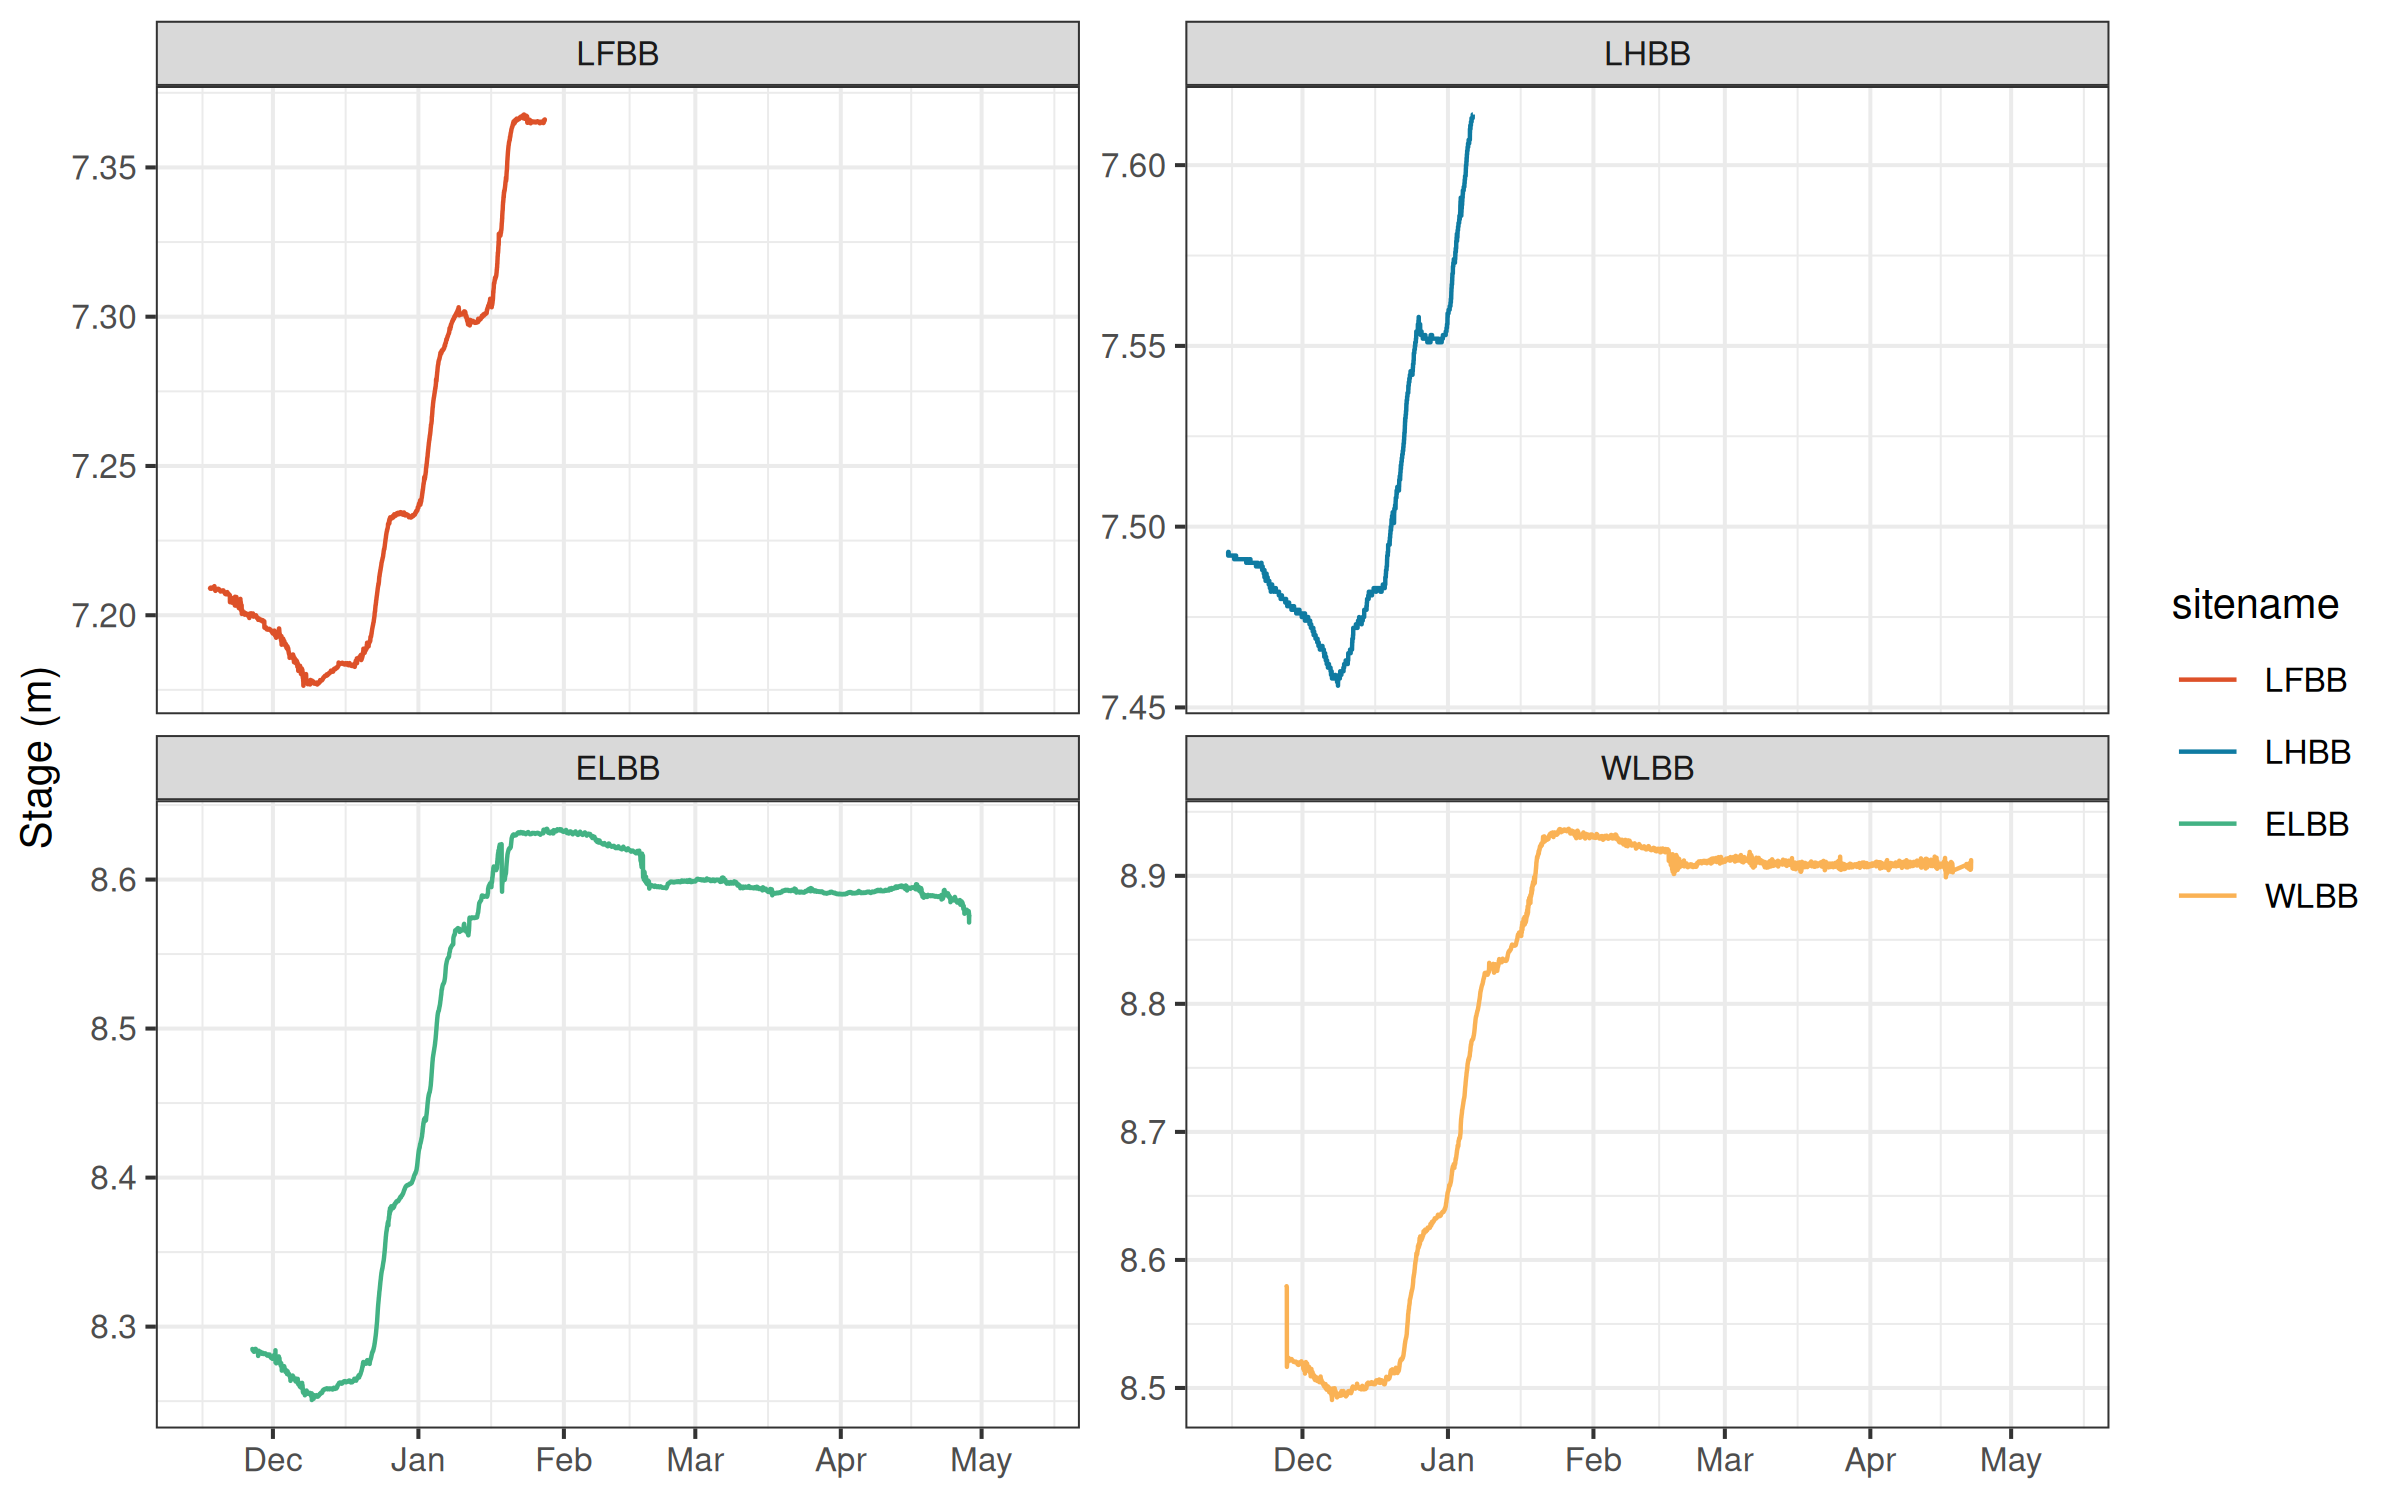 LFBB
LHBB
7.35
7.30
7.25
7.20
7.60
7.55
7.50
7.45
Stage (m)
ELBB
WLBB
8.6
8.5
8.4
8.3
8.9
8.8
8.7
8.6
8.5
Dec Jan Feb Mar Apr May
Dec Jan Feb Mar Apr May
sitename
LFBB
LHBB
ELBB
WLBB